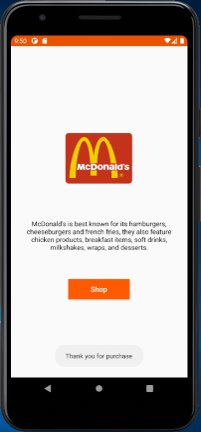 9:50
McDonald's
McDonald's is best known for its hamburgers,
cheeseburgers and french fries, they also feature
chicken products, breakfast items, soft drinks,
milkshakes, wraps, and desserts.
Shop
Thank you for purchase